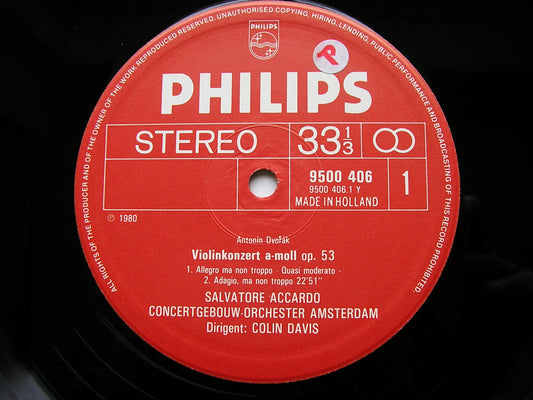 ALL RIGHTS OF THE PRODUCER AND OF THE OWNER OF THE WORK REPRODUCED RESERVED. UNAUTHORISED COPYING, HIRING, LENDING, PUBLIC PERFORMANCE AND BROADCASTING OF THIS RECORD PROHIBITED.
PHILIPS
R
PHILIPS
STEREO 33 1/3
9500 406
9500 406.1 Y
MADE IN HOLLAND
1
℗ 1980
Antonín Dvořák
Violinkonzert a-moll op. 53
1. Allegro ma non troppo · Quasi moderato ·
2. Adagio, ma non troppo 22'51"
SALVATORE ACCARDO
CONCERTGEBOUW-ORCHESTER AMSTERDAM
Dirigent: COLIN DAVIS